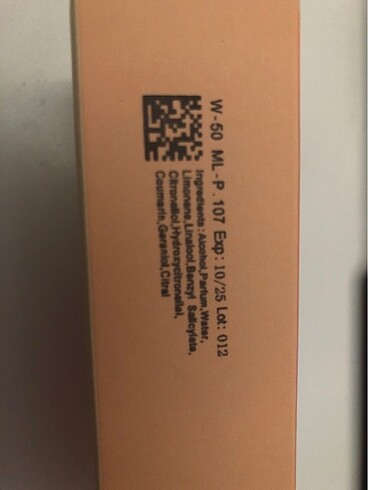 W-50 ML-P.107 Exp: 10/25 Lot: 012
Ingredients:Alcohol,Parfum,Water,
Limonene,Linalool,Benzyl Salicylate,
Citronellol,Hydroxycitronellal,
Coumarin,Geraniol,Citral